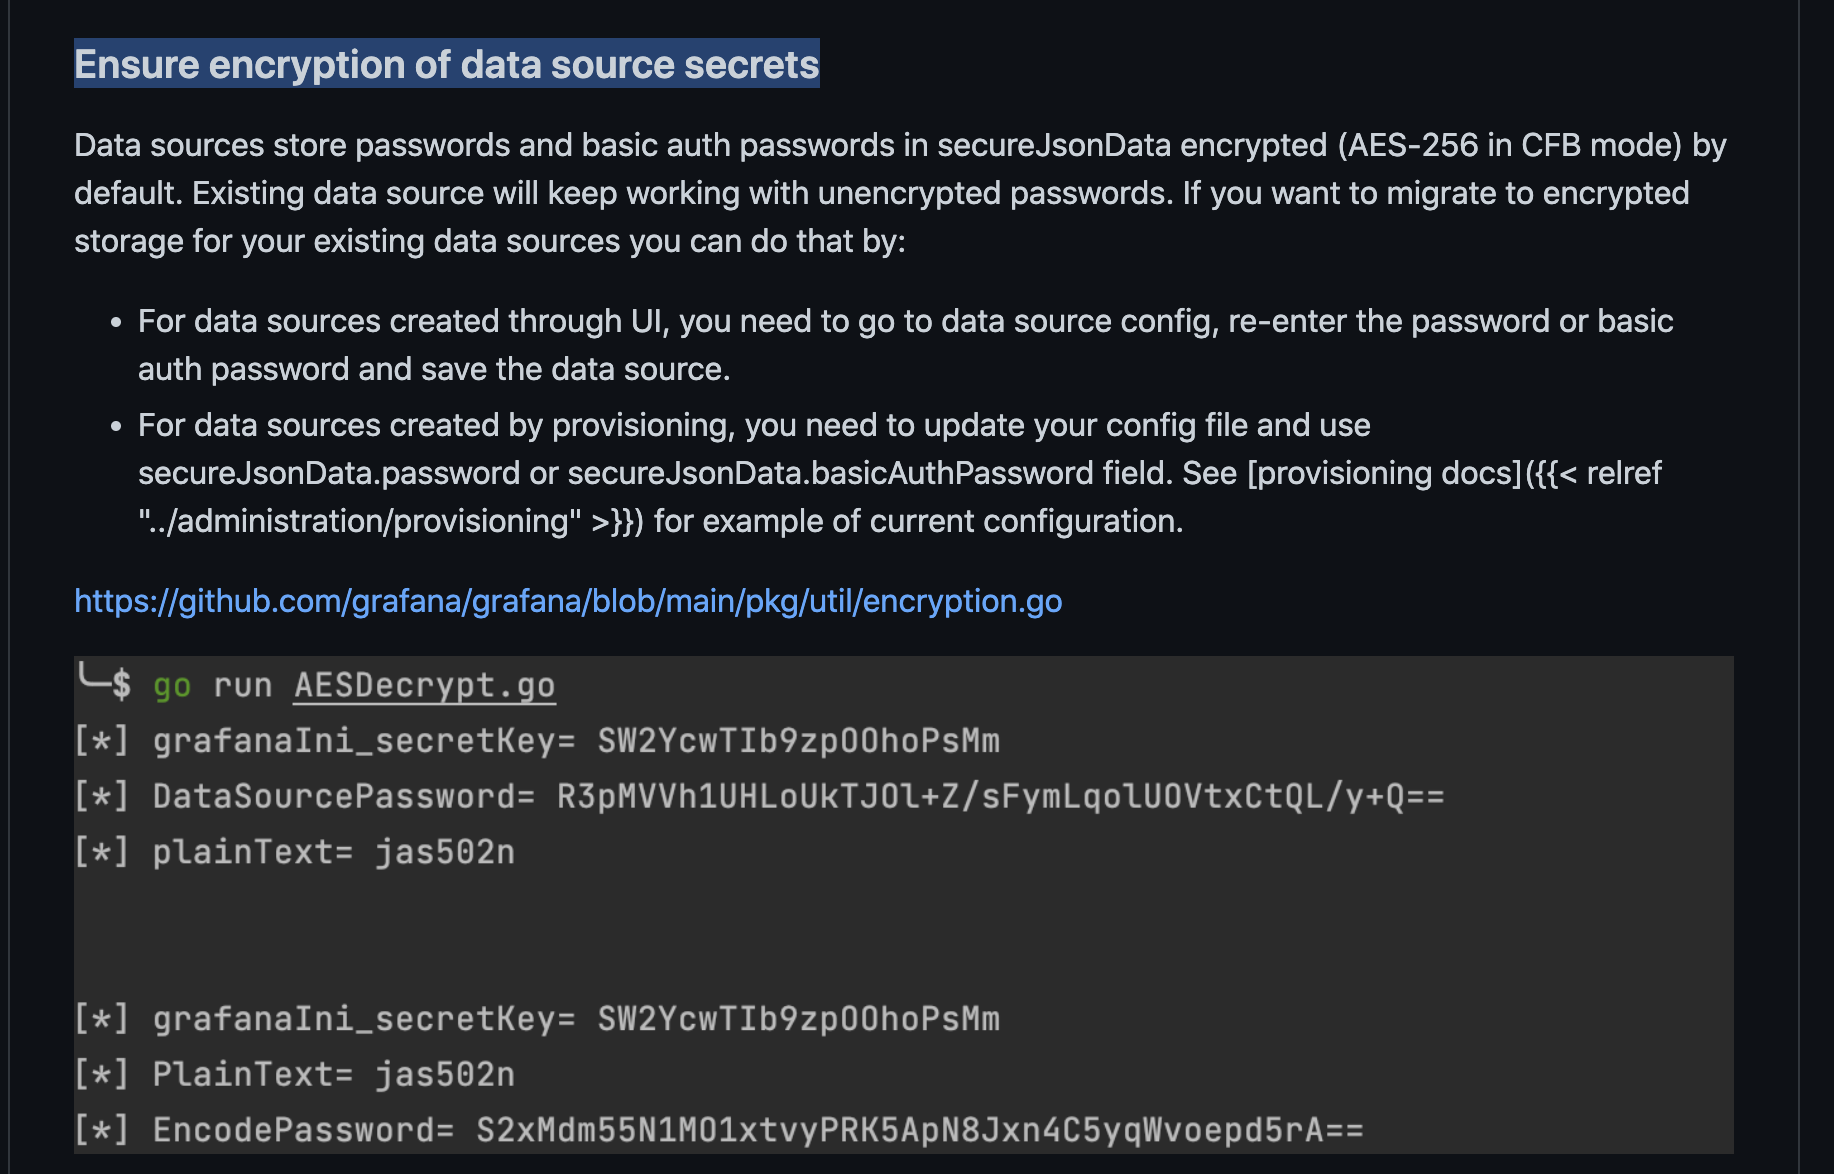 Ensure encryption of data source secrets
Data sources store passwords and basic auth passwords in secureJsonData encrypted (AES-256 in CFB mode) by
default. Existing data source will keep working with unencrypted passwords. If you want to migrate to encrypted
storage for your existing data sources you can do that by:
• For data sources created through UI, you need to go to data source config, re-enter the password or basic
auth password and save the data source.
• For data sources created by provisioning, you need to update your config file and use
secureJsonData.password or secureJsonData.basicAuthPassword field. See [provisioning docs]({{< relref
"../administration/provisioning" >}}) for example of current configuration.
https://github.com/grafana/grafana/blob/main/pkg/util/encryption.go
╰─$ go run AESDecrypt.go
[*] grafanaIni_secretKey= SW2YcwTIb9zpOOhoPsMm
[*] DataSourcePassword= R3pMVVh1UHLoUkTJOl+Z/sFymLqolUOVtxCtQL/y+Q==
[*] plainText= jas502n
[*] grafanaIni_secretKey= SW2YcwTIb9zpOOhoPsMm
[*] PlainText= jas502n
[*] EncodePassword= S2xMdm55N1MO1xtvyPRK5ApN8Jxn4C5yqWvoepd5rA==